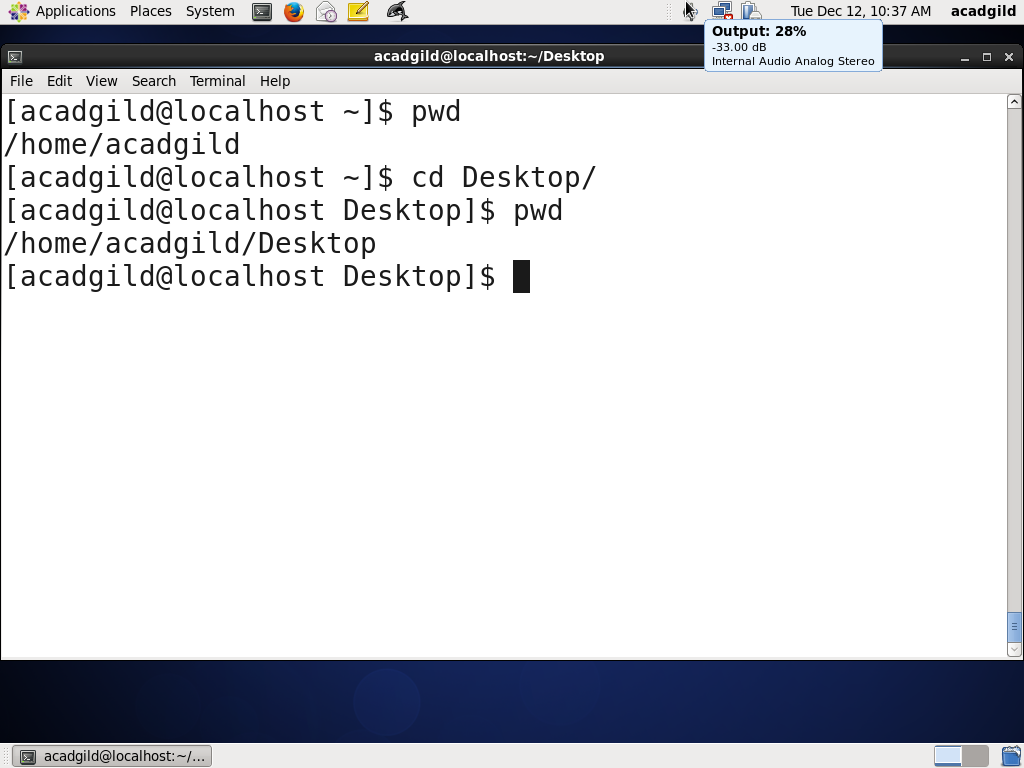 Applications Places System Tue Dec 12, 10:37 AM acadgild
Output: 28%
-33.00 dB
Internal Audio Analog Stereo
acadgild@localhost:~/Desktop
File Edit View Search Terminal Help
[acadgild@localhost ~]$ pwd
/home/acadgild
[acadgild@localhost ~]$ cd Desktop/
[acadgild@localhost Desktop]$ pwd
/home/acadgild/Desktop
[acadgild@localhost Desktop]$
acadgild@localhost:~/...